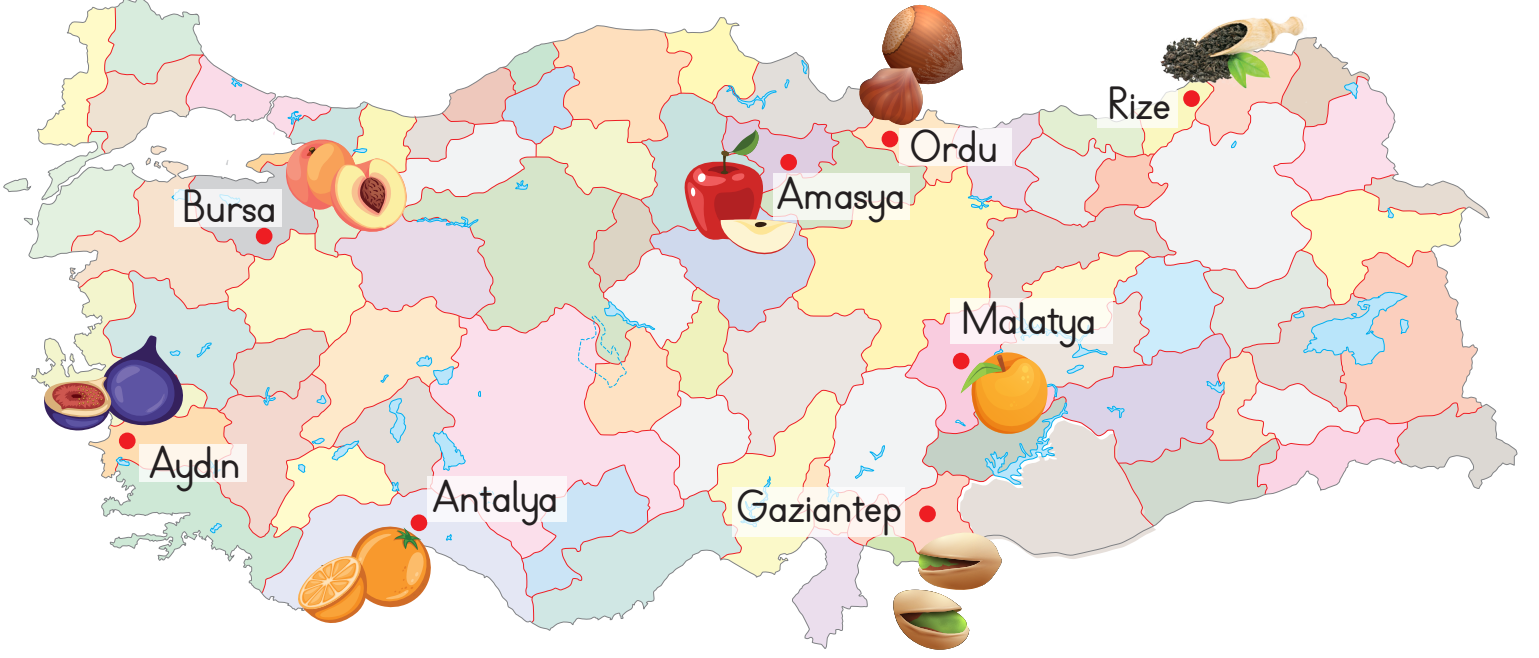 Rize
Ordu
Amasya
Bursa
Malatya
Aydın
Antalya
Gaziantep